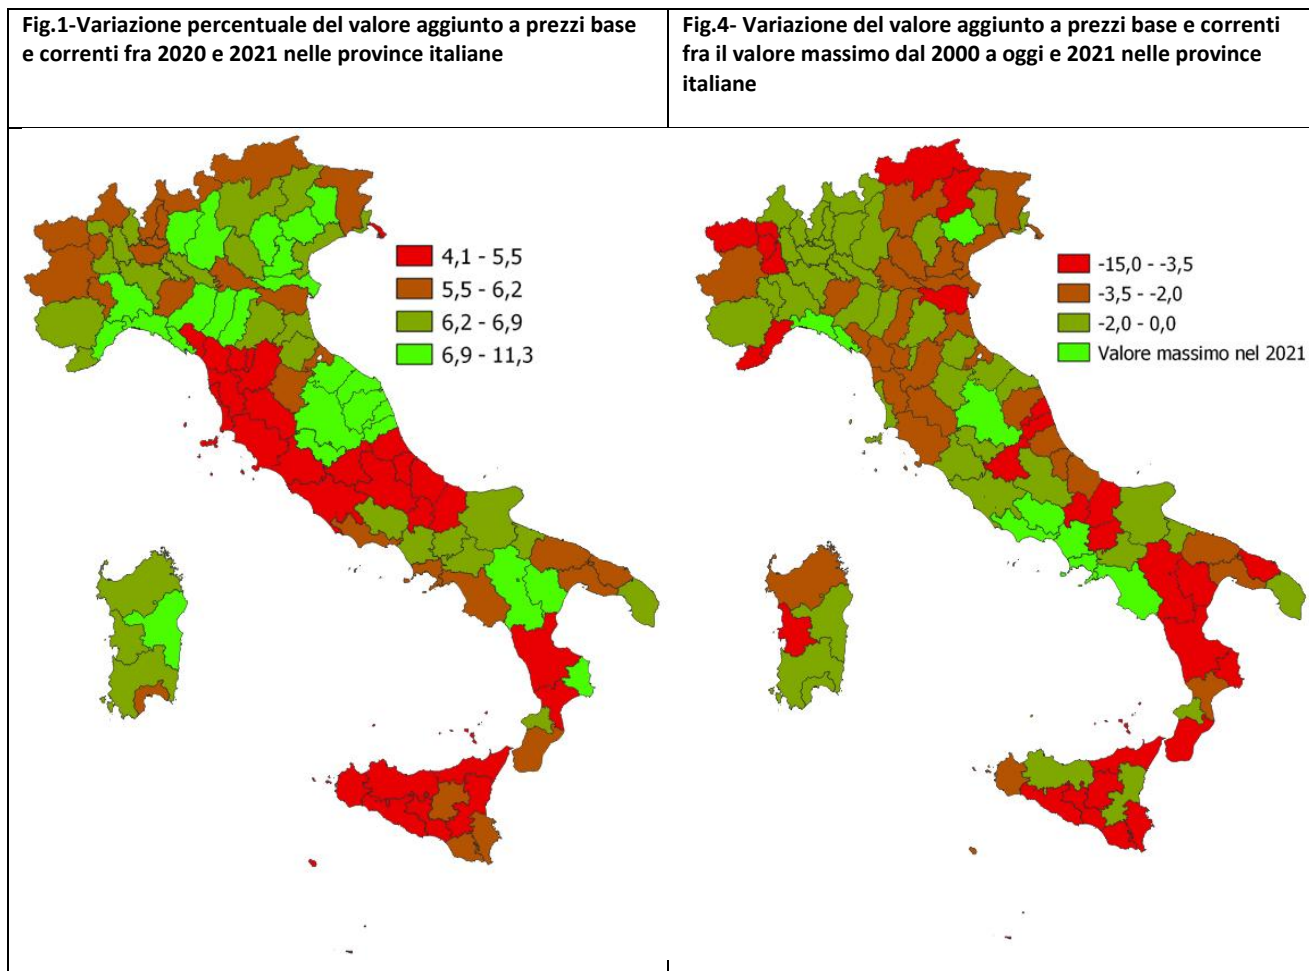 Fig.1-Variazione percentuale del valore aggiunto a prezzi base
e correnti fra 2020 e 2021 nelle province italiane
Fig.4- Variazione del valore aggiunto a prezzi base e correnti
fra il valore massimo dal 2000 a oggi e 2021 nelle province
italiane
4,1 - 5,5
5,5 - 6,2
6,2 - 6,9
6,9 - 11,3
-15,0 - -3,5
-3,5 - -2,0
-2,0 - 0,0
Valore massimo nel 2021